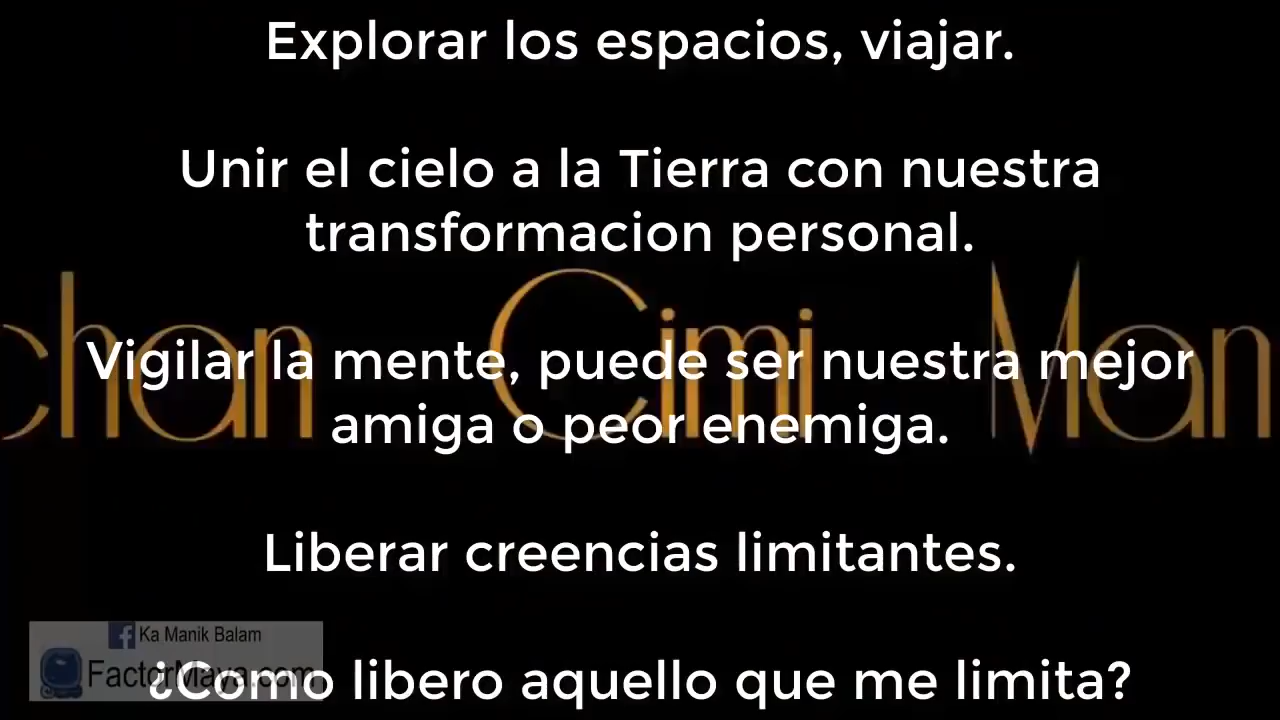 Explorar los espacios, viajar.
Unir el cielo a la Tierra con nuestra
transformacion personal.
chan Cimi Man
Vigilar la mente, puede ser nuestra mejor
amiga o peor enemiga.
Liberar creencias limitantes.
Ka Manik Balam
FactorMaya.com
¿Como libero aquello que me limita?